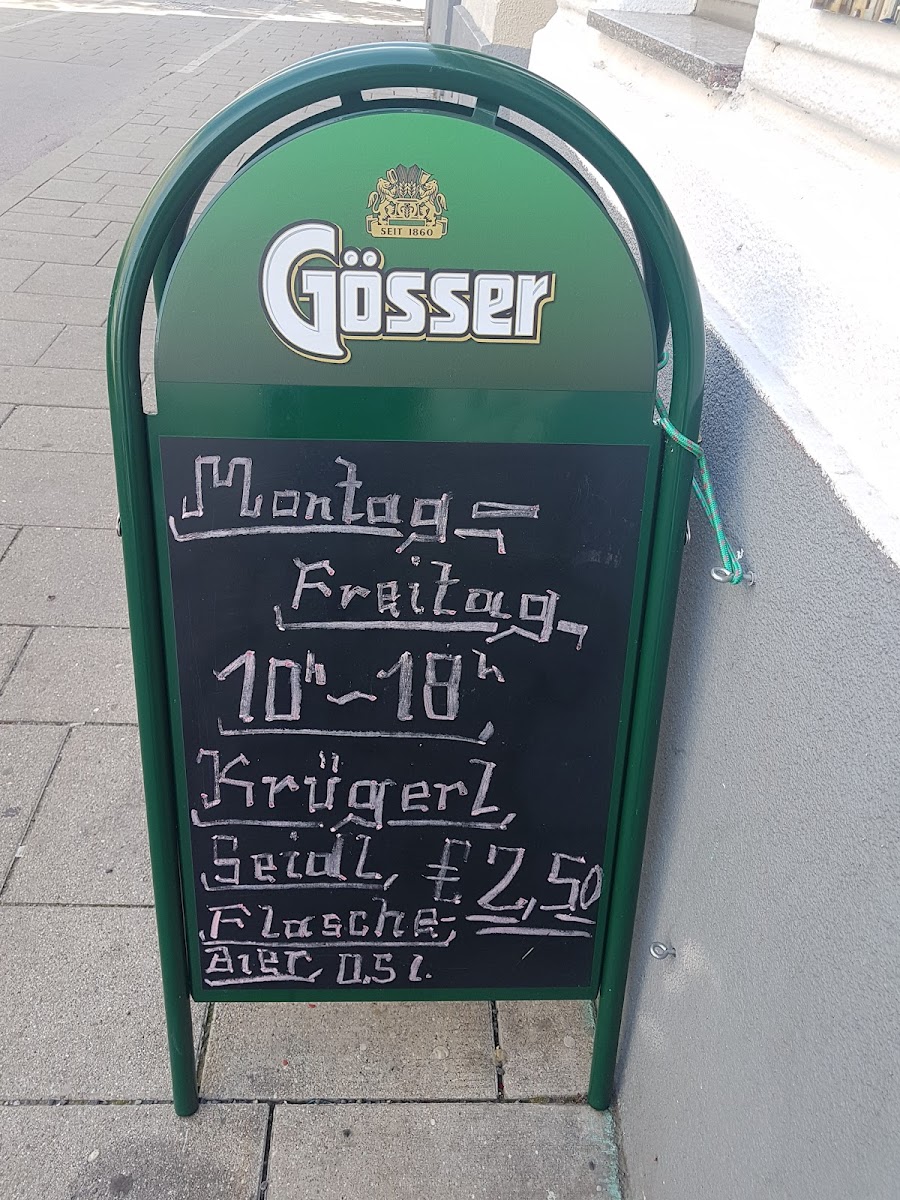 SEIT 1860
Gösser
Montag –
Freitag,
10h – 18h,
Krügerl,
Seidl, € 2,50
Flasche,
Bier, 0,5 l.